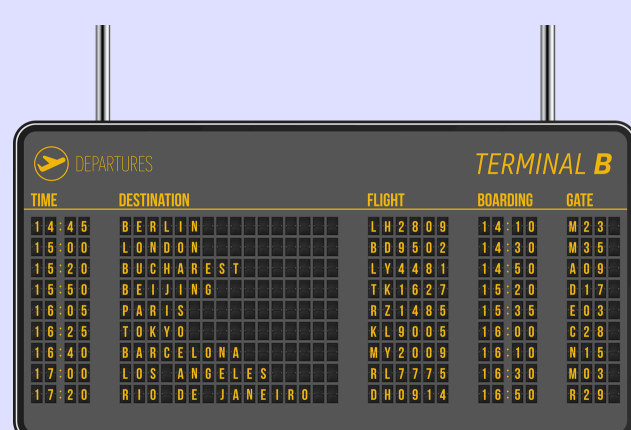 DEPARTURES TERMINAL B
TIME DESTINATION FLIGHT BOARDING GATE
14:45 BERLIN LH2809 14:10 M23
15:00 LONDON BD9502 14:30 M35
15:20 BUCHAREST LY4481 14:50 A09
15:50 BEIJING TK1627 15:20 D17
16:05 PARIS RZ1485 15:35 E03
16:25 TOKYO KL9005 16:00 C28
16:40 BARCELONA MY2009 16:10 N15
17:00 LOS ANGELES RL7775 16:30 M03
17:20 RIO DE JANEIRO DH0914 16:50 R29